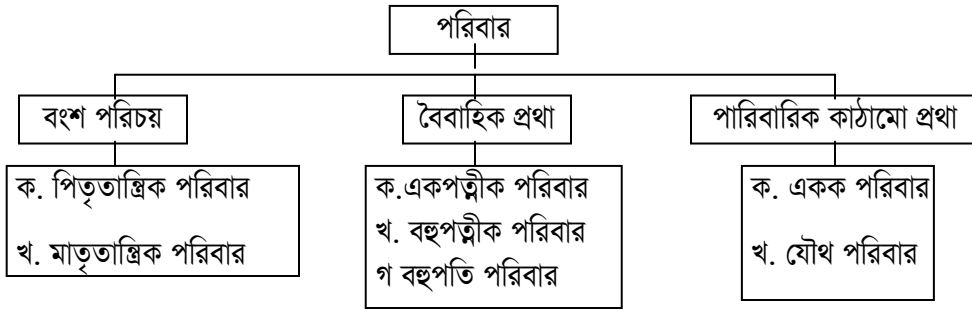 পরিবার
বংশ পরিচয়
বৈবাহিক প্রথা
পারিবারিক কাঠামো প্রথা
ক. পিতৃতান্ত্রিক পরিবার
খ. মাতৃতান্ত্রিক পরিবার
ক.একপত্নীক পরিবার
খ. বহুপত্নীক পরিবার
গ বহুপতি পরিবার
ক. একক পরিবার
খ. যৌথ পরিবার